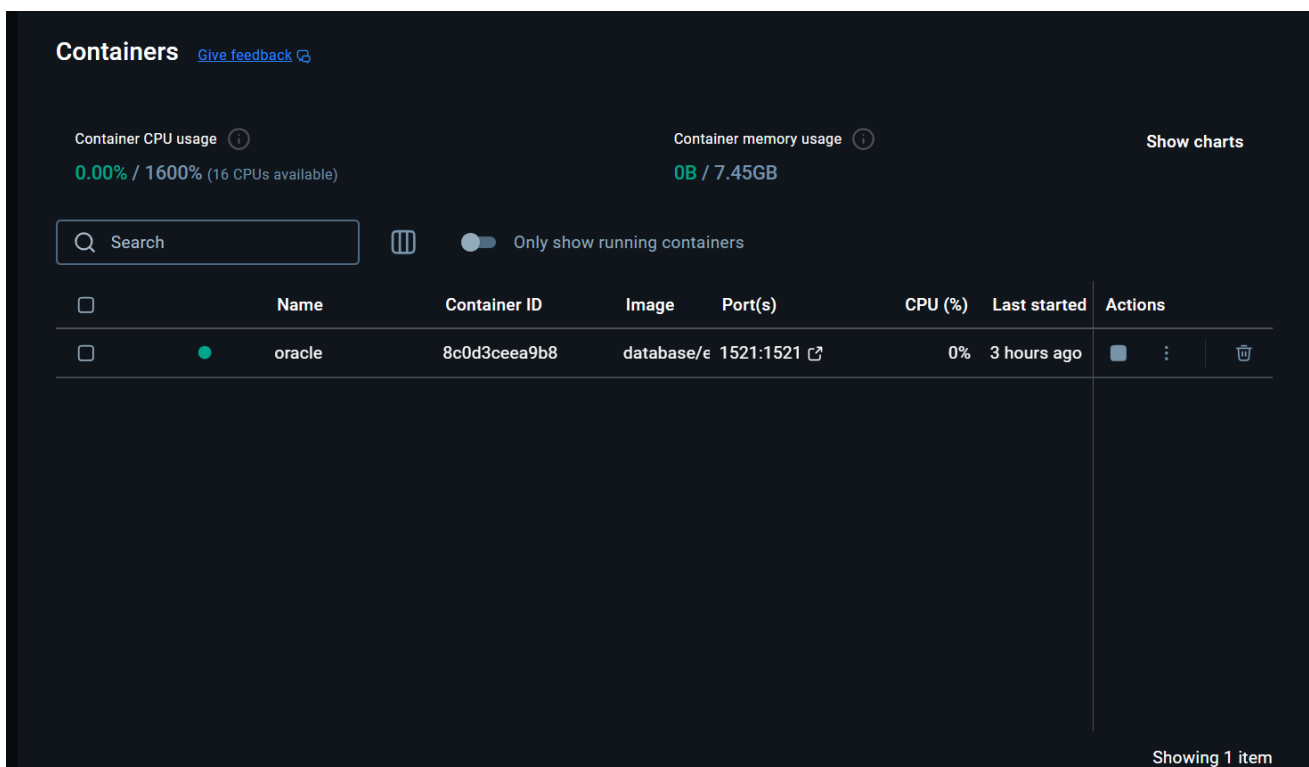 Containers Give feedback
Container CPU usage
0.00% / 1600% (16 CPUs available)
Container memory usage
0B / 7.45GB
Show charts
Search
Only show running containers
Name Container ID Image Port(s) CPU (%) Last started Actions
oracle 8c0d3ceea9b8 database/e 1521:1521 0% 3 hours ago
Showing 1 item